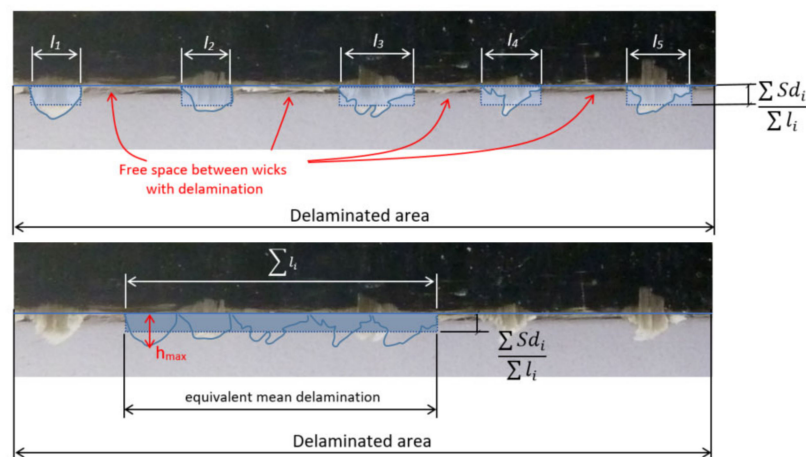 l₁ l₂ l₃ l₄ l₅
∑ Sdᵢ
∑ lᵢ
Free space between wicks
with delamination
Delaminated area
∑ lᵢ
hmax
∑ Sdᵢ
∑ lᵢ
equivalent mean delamination
Delaminated area